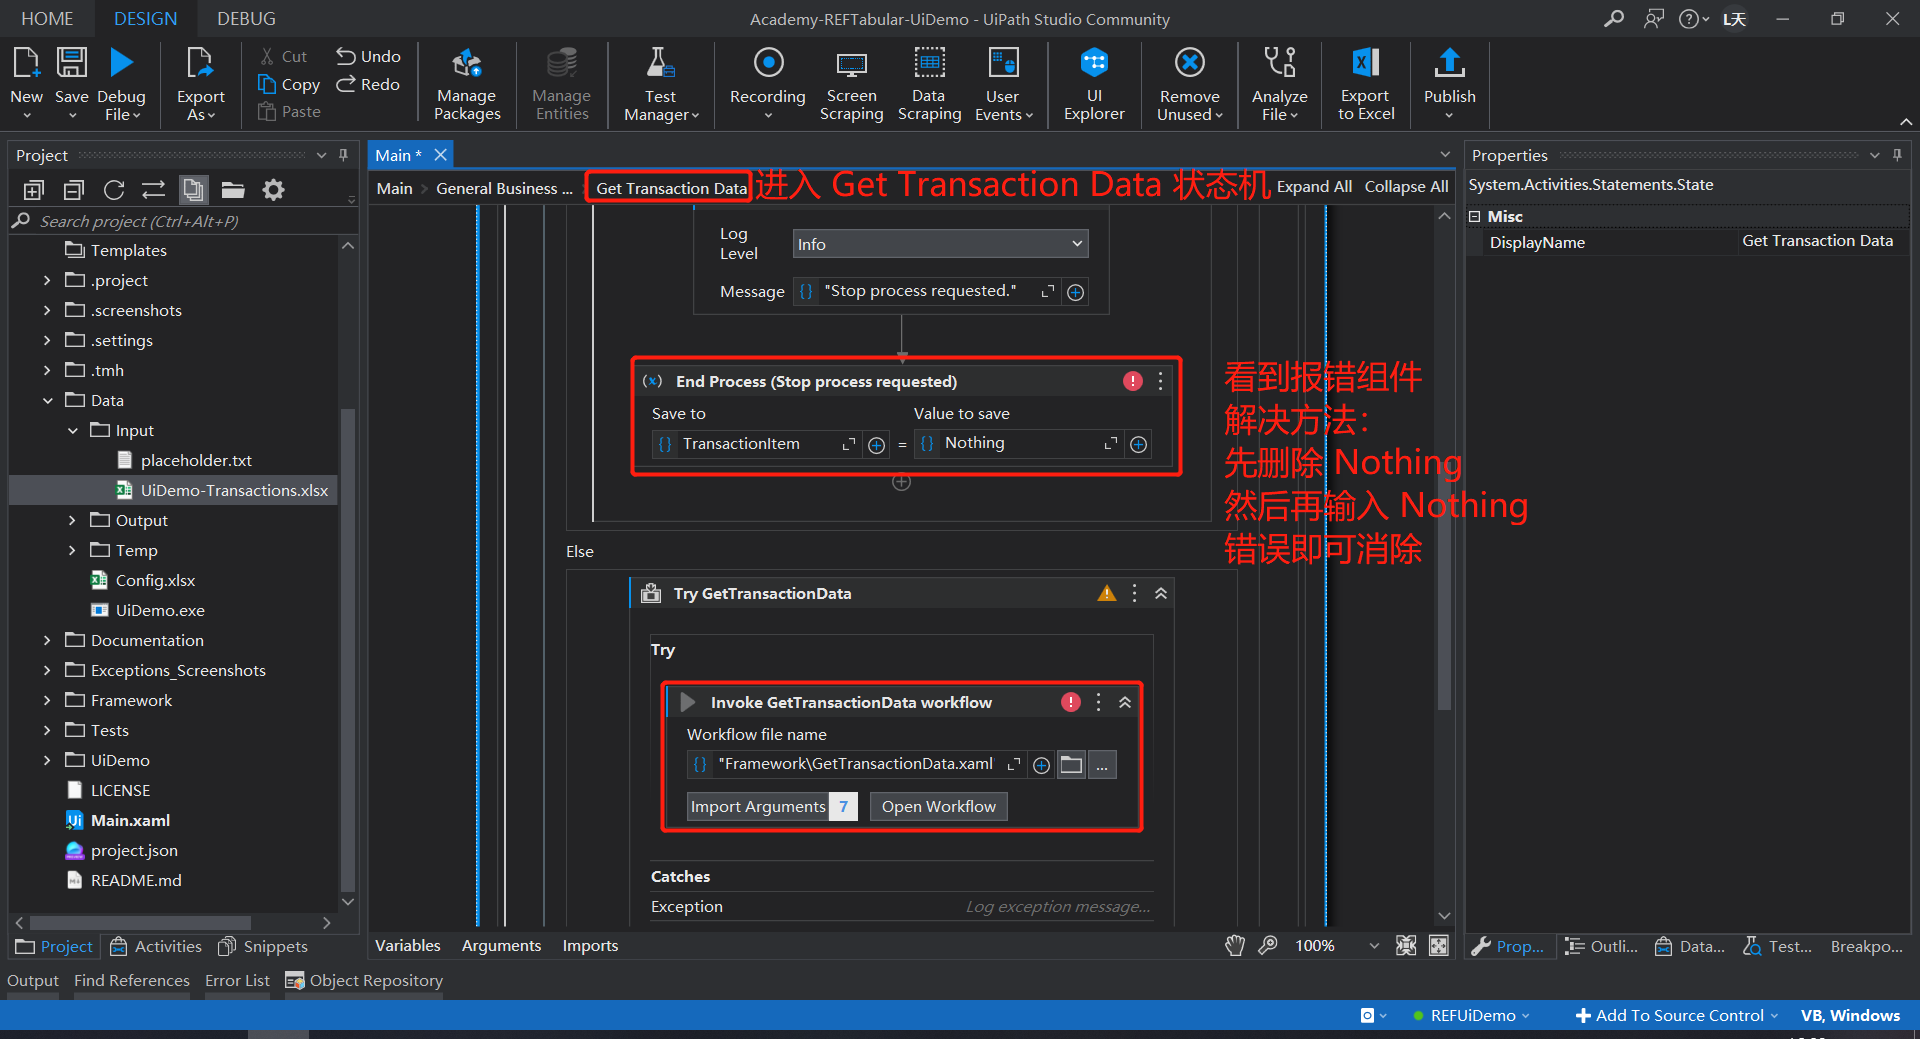 HOME DESIGN DEBUG Academy-REFTabular-UiDemo - UiPath Studio Community L天
New Save Debug File Export As Cut Copy Paste Undo Redo Manage Packages Manage Entities Test Manager Recording Screen Scraping Data Scraping User Events UI Explorer Remove Unused Analyze File Export to Excel Publish
Project
Search project (Ctrl+Alt+P)
Templates
.project
.screenshots
.settings
.tmh
Data
Input
placeholder.txt
UiDemo-Transactions.xlsx
Output
Temp
Config.xlsx
UiDemo.exe
Documentation
Exceptions_Screenshots
Framework
Tests
UiDemo
LICENSE
Main.xaml
project.json
README.md
Project Activities Snippets
Main *
Main General Business ... Get Transaction Data 进入 Get Transaction Data 状态机 Expand All Collapse All
Log Level Info
Message "Stop process requested."
End Process (Stop process requested)
Save to Value to save
TransactionItem = Nothing
看到报错组件
解决方法：
先删除 Nothing
然后再输入 Nothing
错误即可消除
Else
Try GetTransactionData
Try
Invoke GetTransactionData workflow
Workflow file name
"Framework\GetTransactionData.xaml ...
Import Arguments 7 Open Workflow
Catches
Exception Log exception message...
Variables Arguments Imports 100%
Properties
System.Activities.Statements.State
Misc
DisplayName Get Transaction Data
Prop... Outli... Data... Test... Breakpo...
Output Find References Error List Object Repository
REFUiDemo Add To Source Control VB, Windows